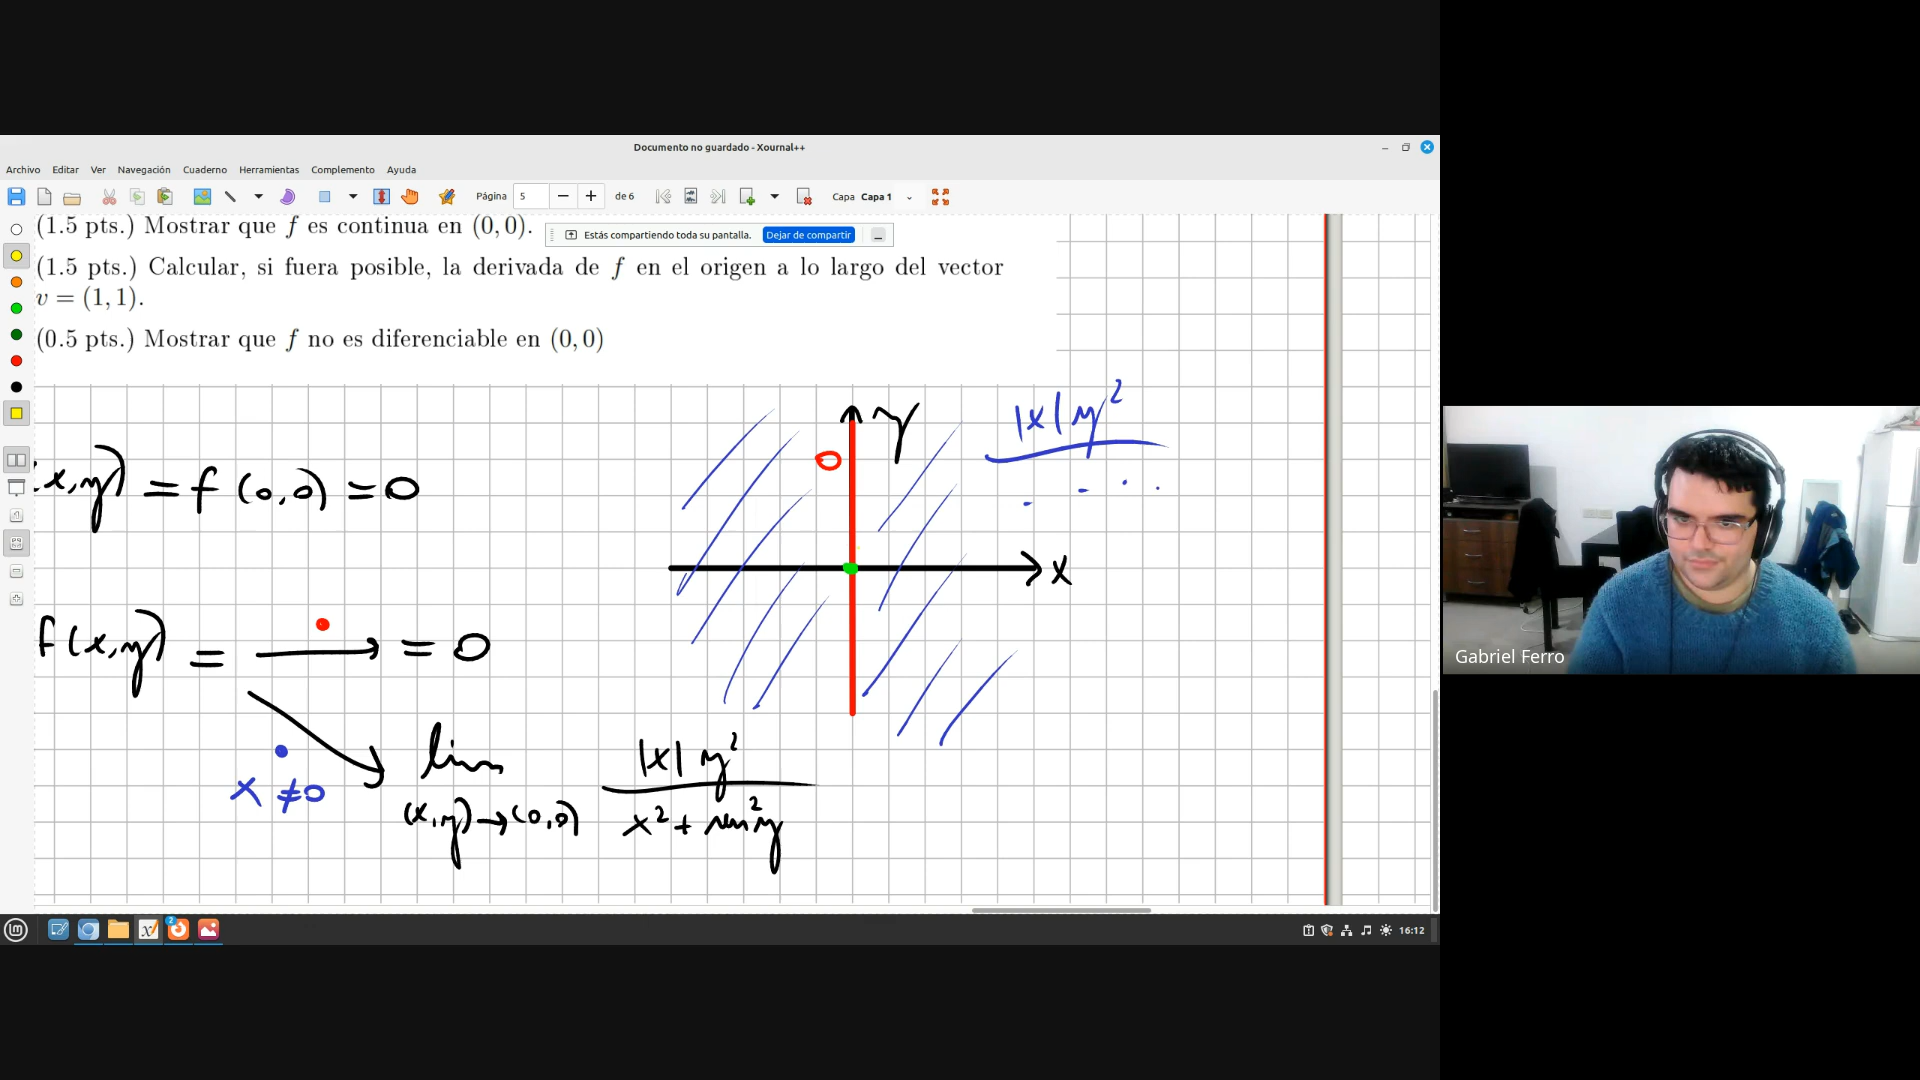 Documento no guardado - Xournal++
Archivo Editar Ver Navegación Cuaderno Herramientas Complemento Ayuda
Página 5 de 6 Capa Capa 1
(1.5 pts.) Mostrar que f es continua en (0, 0).
Estás compartiendo toda su pantalla. Dejar de compartir
(1.5 pts.) Calcular, si fuera posible, la derivada de f en el origen a lo largo del vector
v = (1, 1).
(0.5 pts.) Mostrar que f no es diferenciable en (0, 0)
|x| y²
y
0
x,y) = f (0,0) = 0
x
f(x,y) = → = 0
x ≠ 0
lim |x| y²
(x,y)→(0,0) x² + sen² y
Gabriel Ferro
2
16:12